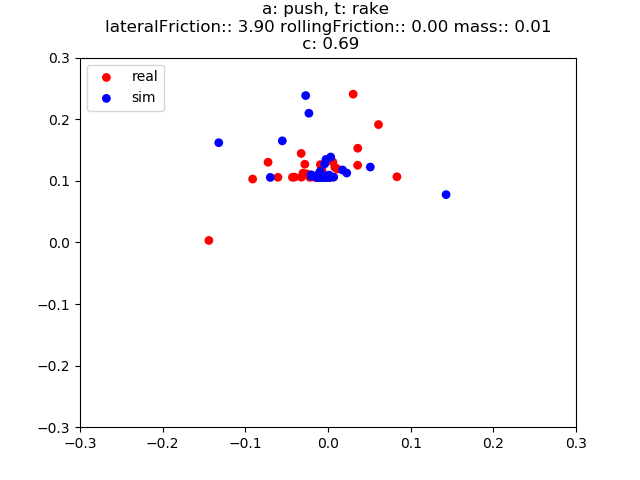 a: push, t: rake
lateralFriction:: 3.90 rollingFriction:: 0.00 mass:: 0.01
c: 0.69
real
sim
0.3
0.2
0.1
0.0
−0.1
−0.2
−0.3
−0.3 −0.2 −0.1 0.0 0.1 0.2 0.3